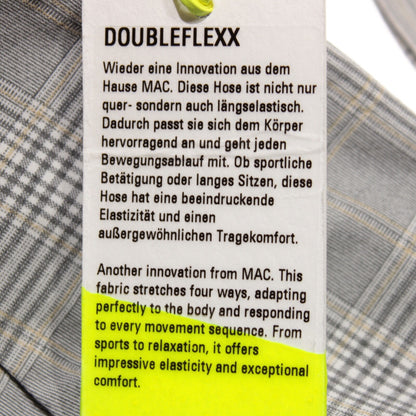 DOUBLEFLEXX
Wieder eine Innovation aus dem
Hause MAC. Diese Hose ist nicht nur
quer- sondern auch längselastisch.
Dadurch passt sie sich dem Körper
hervorragend an und geht jeden
Bewegungsablauf mit. Ob sportliche
Betätigung oder langes Sitzen, diese
Hose hat eine beeindruckende
Elastizität und einen
außergewöhnlichen Tragekomfort.
Another innovation from MAC. This
fabric stretches four ways, adapting
perfectly to the body and responding
to every movement sequence. From
sports to relaxation, it offers
impressive elasticity and exceptional
comfort.